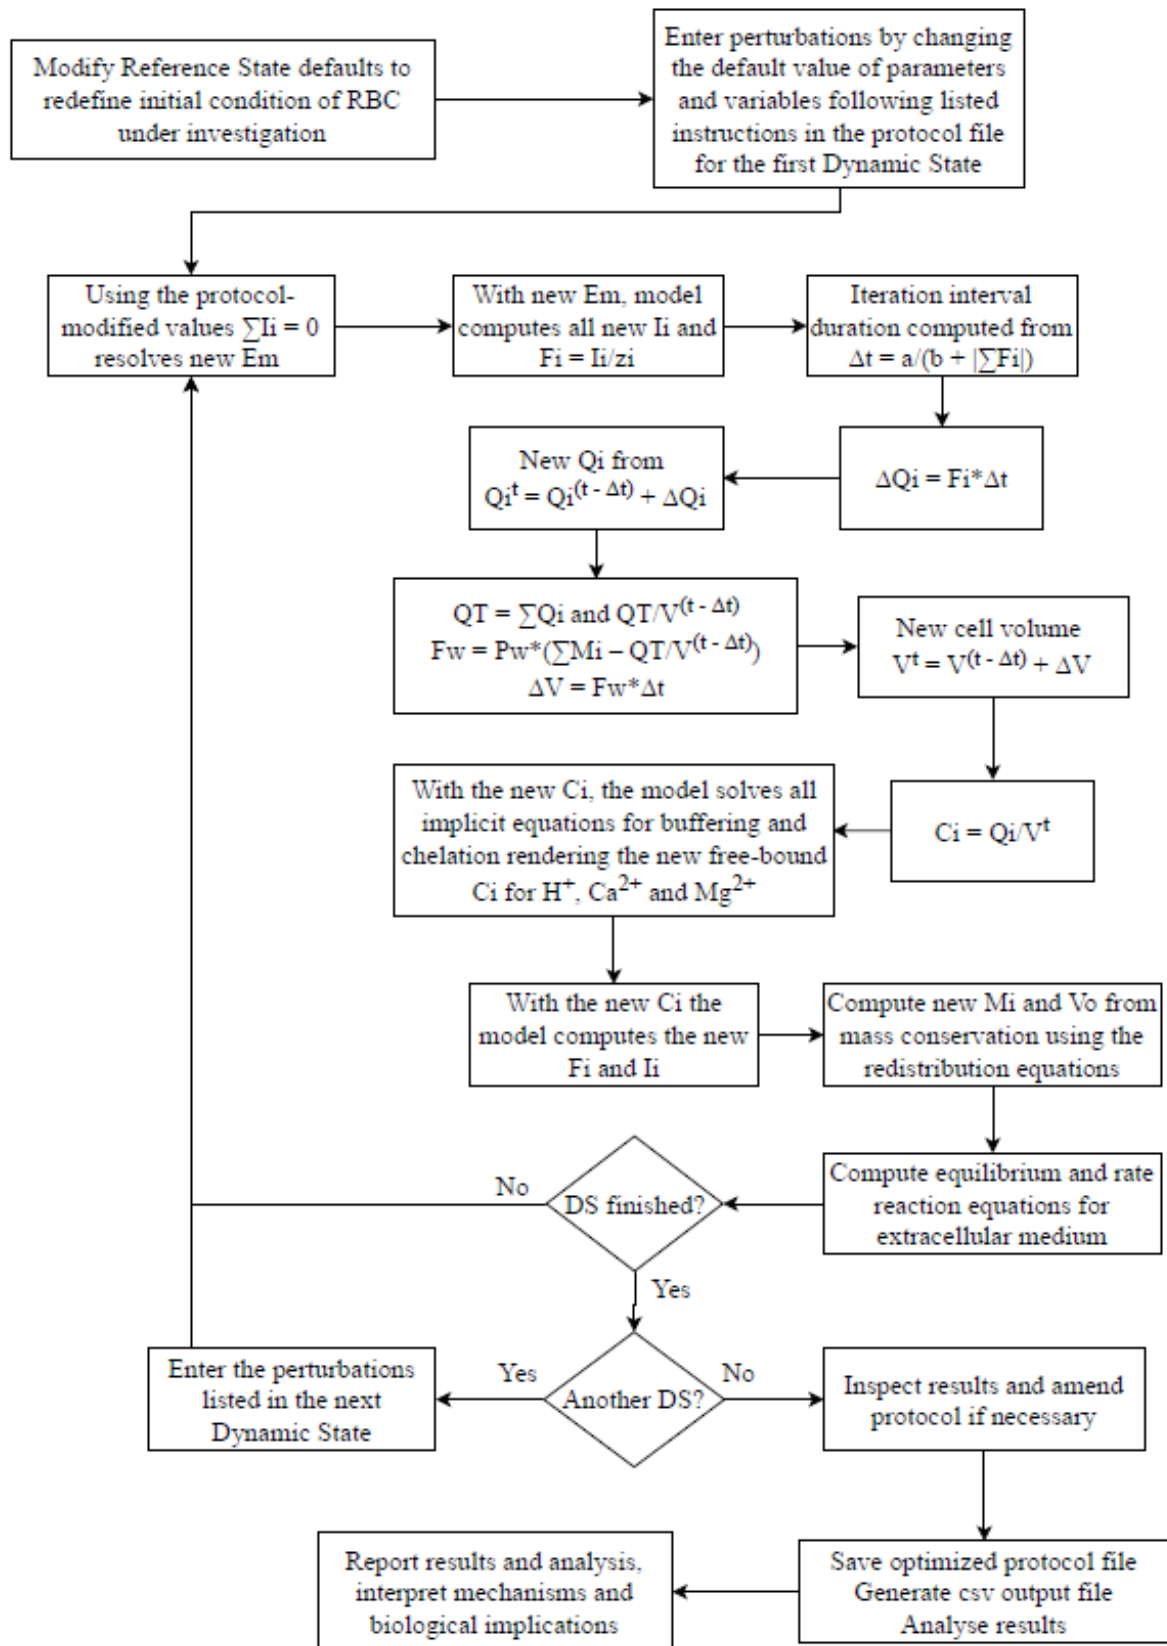 Modify Reference State defaults to
redefine initial condition of RBC
under investigation
Enter perturbations by changing
the default value of parameters
and variables following listed
instructions in the protocol file
for the first Dynamic State
Using the protocol-
modified values ∑Ii = 0
resolves new Em
With new Em, model
computes all new Ii and
Fi = Ii/zi
Iteration interval
duration computed from
Δt = a/(b + |∑Fi|)
ΔQi = Fi*Δt
New Qi from
Qi^t = Qi^(t - Δt) + ΔQi
QT = ∑Qi and QT/V^(t - Δt)
Fw = Pw*(∑Mi – QT/V^(t - Δt))
ΔV = Fw*Δt
New cell volume
V^t = V^(t - Δt) + ΔV
Ci = Qi/V^t
With the new Ci, the model solves all
implicit equations for buffering and
chelation rendering the new free-bound
Ci for H⁺, Ca²⁺ and Mg²⁺
With the new Ci the
model computes the new
Fi and Ii
Compute new Mi and Vo from
mass conservation using the
redistribution equations
Compute equilibrium and rate
reaction equations for
extracellular medium
DS finished?
No
Yes
Another DS?
Yes
No
Enter the perturbations
listed in the next
Dynamic State
Inspect results and amend
protocol if necessary
Save optimized protocol file
Generate csv output file
Analyse results
Report results and analysis,
interpret mechanisms and
biological implications